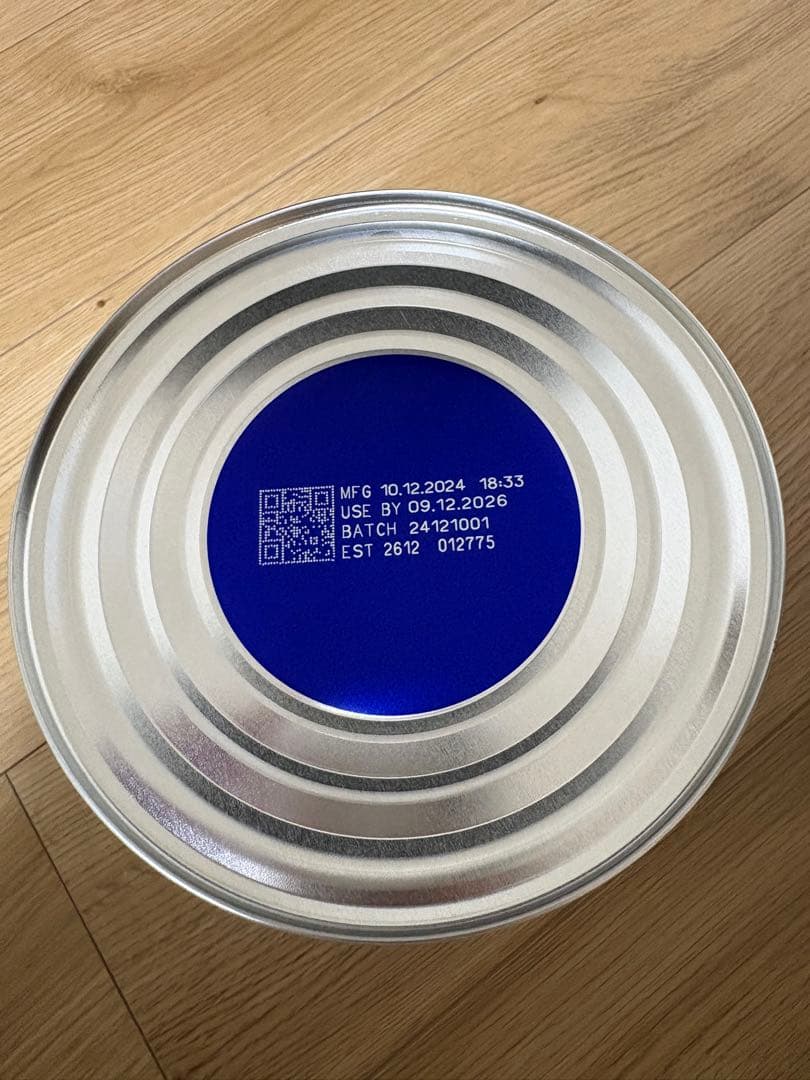 MFG 10.12.2024 18:33
USE BY 09.12.2026
BATCH 24121001
EST 2612 012775